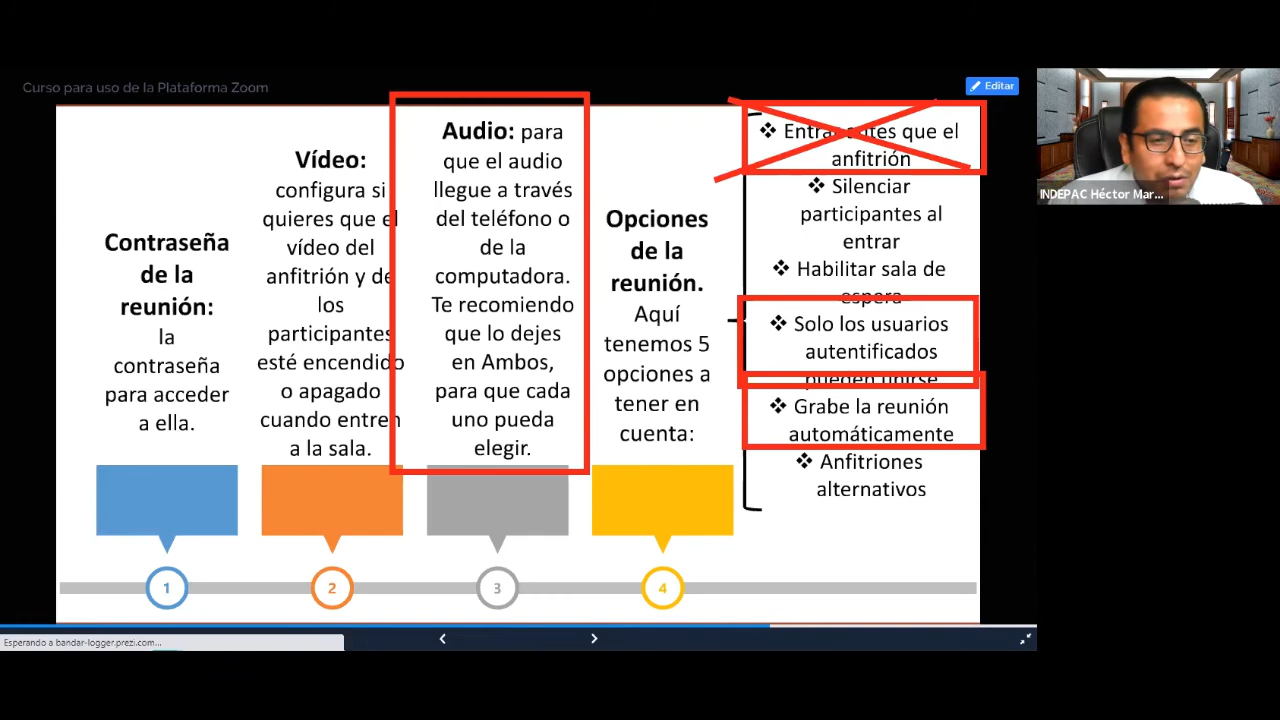 Curso para uso de la Plataforma Zoom
Editar
Contraseña
de la
reunión:
la
contraseña
para acceder
a ella.
Vídeo:
configura si
quieres que el
vídeo del
anfitrión y de
los
participantes
esté encendido
o apagado
cuando entren
a la sala.
Audio: para
que el audio
llegue a través
del teléfono o
de la
computadora.
Te recomiendo
que lo dejes
en Ambos,
para que cada
uno pueda
elegir.
Opciones
de la
reunión.
Aquí
tenemos 5
opciones a
tener en
cuenta:
❖ Entrar antes que el
anfitrión
❖ Silenciar
participantes al
entrar
❖ Habilitar sala de
espera
❖ Solo los usuarios
autentificados
pueden unirse
❖ Grabe la reunión
automáticamente
❖ Anfitriones
alternativos
1
2
3
4
INDEPAC Héctor Mar...
Esperando a bandar-logger.prezi.com...